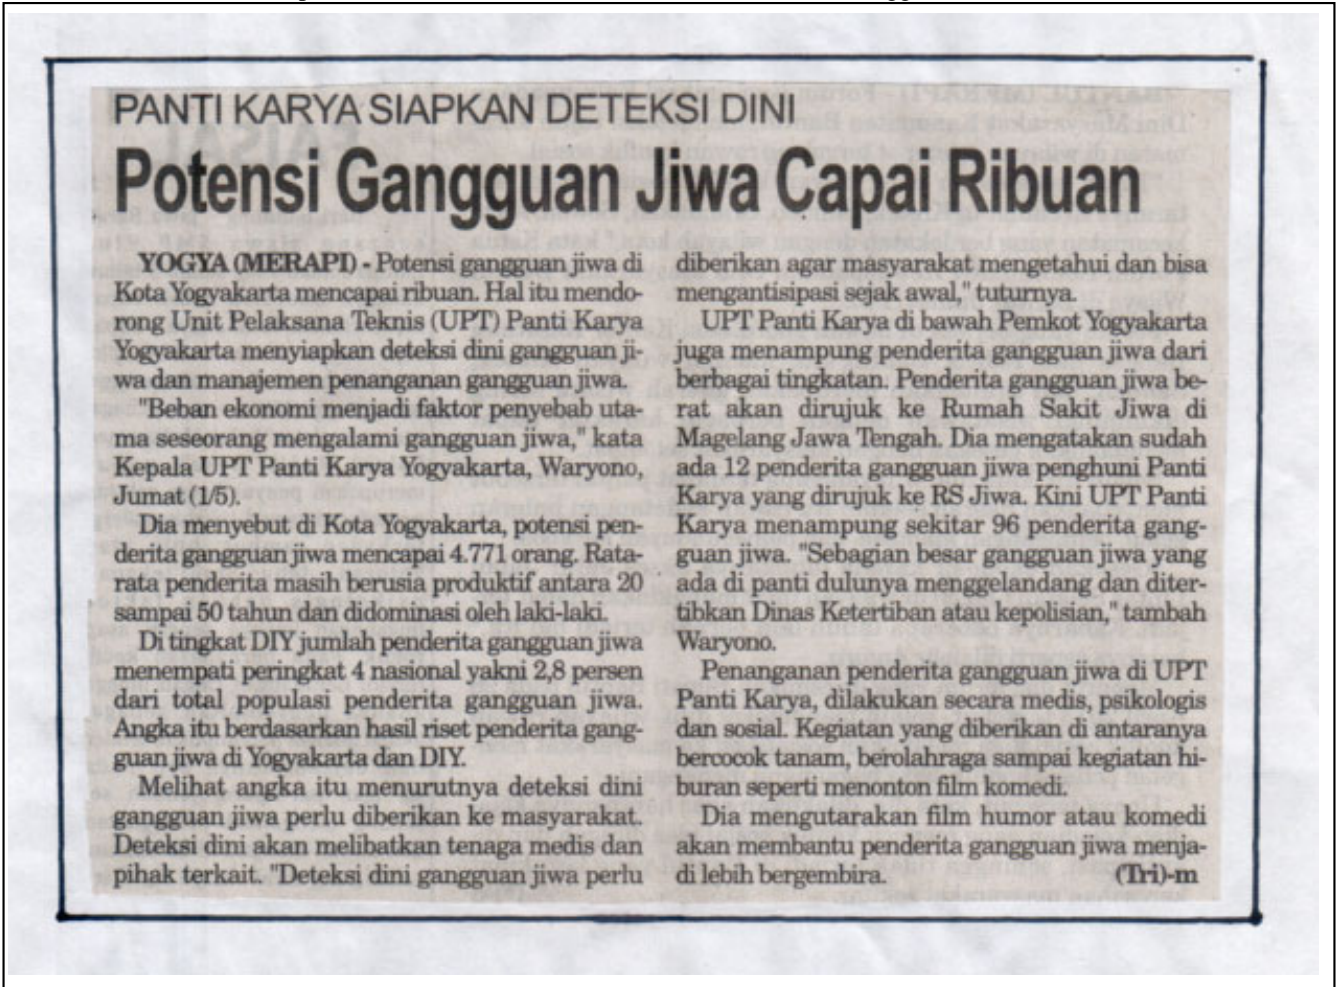 PANTI KARYA SIAPKAN DETEKSI DINI
Potensi Gangguan Jiwa Capai Ribuan
YOGYA (MERAPI) - Potensi gangguan jiwa di
Kota Yogyakarta mencapai ribuan. Hal itu mendo-
rong Unit Pelaksana Teknis (UPT) Panti Karya
Yogyakarta menyiapkan deteksi dini gangguan ji-
wa dan manajemen penanganan gangguan jiwa.
"Beban ekonomi menjadi faktor penyebab uta-
ma seseorang mengalami gangguan jiwa," kata
Kepala UPT Panti Karya Yogyakarta, Waryono,
Jumat (1/5).
Dia menyebut di Kota Yogyakarta, potensi pen-
derita gangguan jiwa mencapai 4.771 orang. Rata-
rata penderita masih berusia produktif antara 20
sampai 50 tahun dan didominasi oleh laki-laki.
Di tingkat DIY jumlah penderita gangguan jiwa
menempati peringkat 4 nasional yakni 2,8 persen
dari total populasi penderita gangguan jiwa.
Angka itu berdasarkan hasil riset penderita gang-
guan jiwa di Yogyakarta dan DIY.
Melihat angka itu menurutnya deteksi dini
gangguan jiwa perlu diberikan ke masyarakat.
Deteksi dini akan melibatkan tenaga medis dan
pihak terkait. "Deteksi dini gangguan jiwa perlu
diberikan agar masyarakat mengetahui dan bisa
mengantisipasi sejak awal," tuturnya.
UPT Panti Karya di bawah Pemkot Yogyakarta
juga menampung penderita gangguan jiwa dari
berbagai tingkatan. Penderita gangguan jiwa be-
rat akan dirujuk ke Rumah Sakit Jiwa di
Magelang Jawa Tengah. Dia mengatakan sudah
ada 12 penderita gangguan jiwa penghuni Panti
Karya yang dirujuk ke RS Jiwa. Kini UPT Panti
Karya menampung sekitar 96 penderita gang-
guan jiwa. "Sebagian besar gangguan jiwa yang
ada di panti dulunya menggelandang dan diter-
tibkan Dinas Ketertiban atau kepolisian," tambah
Waryono.
Penanganan penderita gangguan jiwa di UPT
Panti Karya, dilakukan secara medis, psikologis
dan sosial. Kegiatan yang diberikan di antaranya
bercocok tanam, berolahraga sampai kegiatan hi-
buran seperti menonton film komedi.
Dia mengutarakan film humor atau komedi
akan membantu penderita gangguan jiwa menja-
di lebih bergembira. (Tri)-m